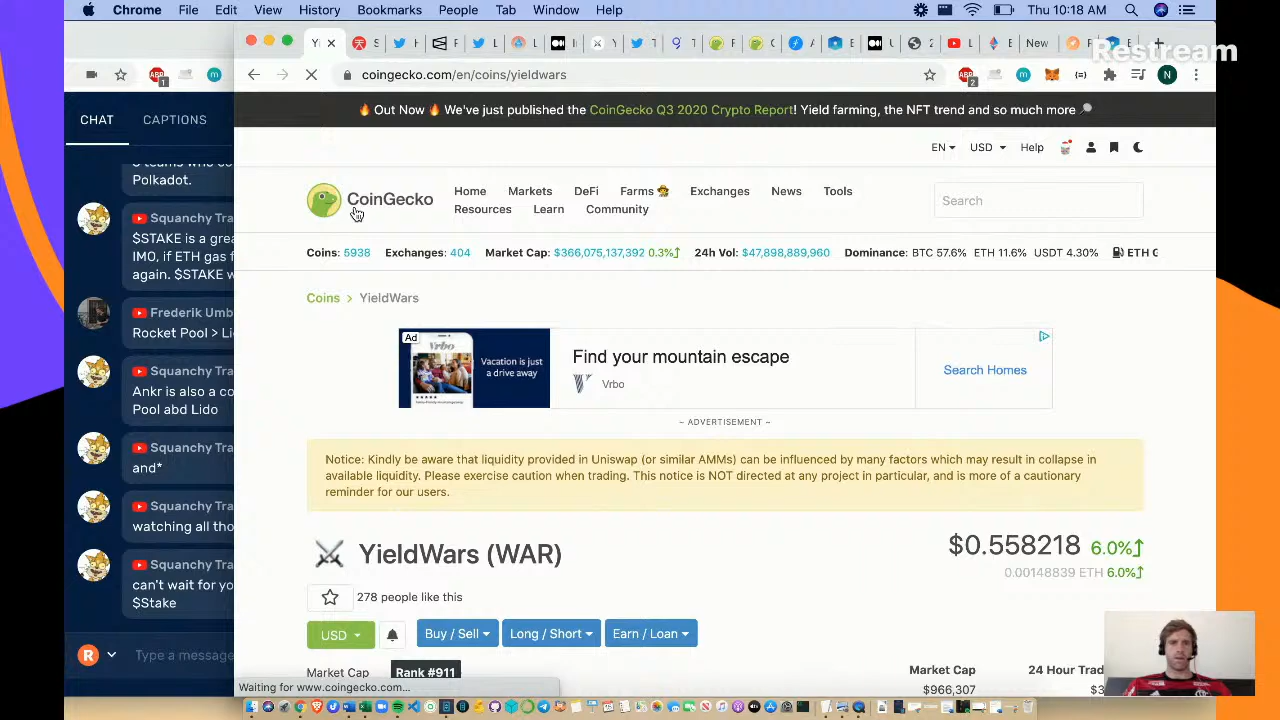 Chrome File Edit View History Bookmarks People Tab Window Help Thu 10:18 AM
Restream
New
coingecko.com/en/coins/yieldwars
CHAT CAPTIONS
Polkadot.
Squanchy Tra
$STAKE is a grea
IMO, if ETH gas f
again. $STAKE w
Frederik Umb
Rocket Pool > Li
Squanchy Tra
Ankr is also a co
Pool abd Lido
Squanchy Tra
and*
Squanchy Tra
watching all tho
Squanchy Tra
can't wait for yo
$Stake
R Type a message
🔥 Out Now 🔥 We've just published the CoinGecko Q3 2020 Crypto Report! Yield farming, the NFT trend and so much more 🔎
EN USD Help
CoinGecko
Home Markets DeFi Farms Exchanges News Tools
Resources Learn Community
Search
Coins: 5938 Exchanges: 404 Market Cap: $366,075,137,392 0.3% 24h Vol: $47,898,889,960 Dominance: BTC 57.6% ETH 11.6% USDT 4.30% ETH G
Coins > YieldWars
Ad
Vrbo
Vacation is just
a drive away
Find your mountain escape
Vrbo
Search Homes
~ ADVERTISEMENT ~
Notice: Kindly be aware that liquidity provided in Uniswap (or similar AMMs) can be influenced by many factors which may result in collapse in
available liquidity. Please exercise caution when trading. This notice is NOT directed at any project in particular, and is more of a cautionary
reminder for our users.
YieldWars (WAR)
$0.558218 6.0%
0.00148839 ETH 6.0%
278 people like this
USD Buy / Sell Long / Short Earn / Loan
Market Cap Rank #911
Market Cap
$966,307
24 Hour Trad
Waiting for www.coingecko.com...